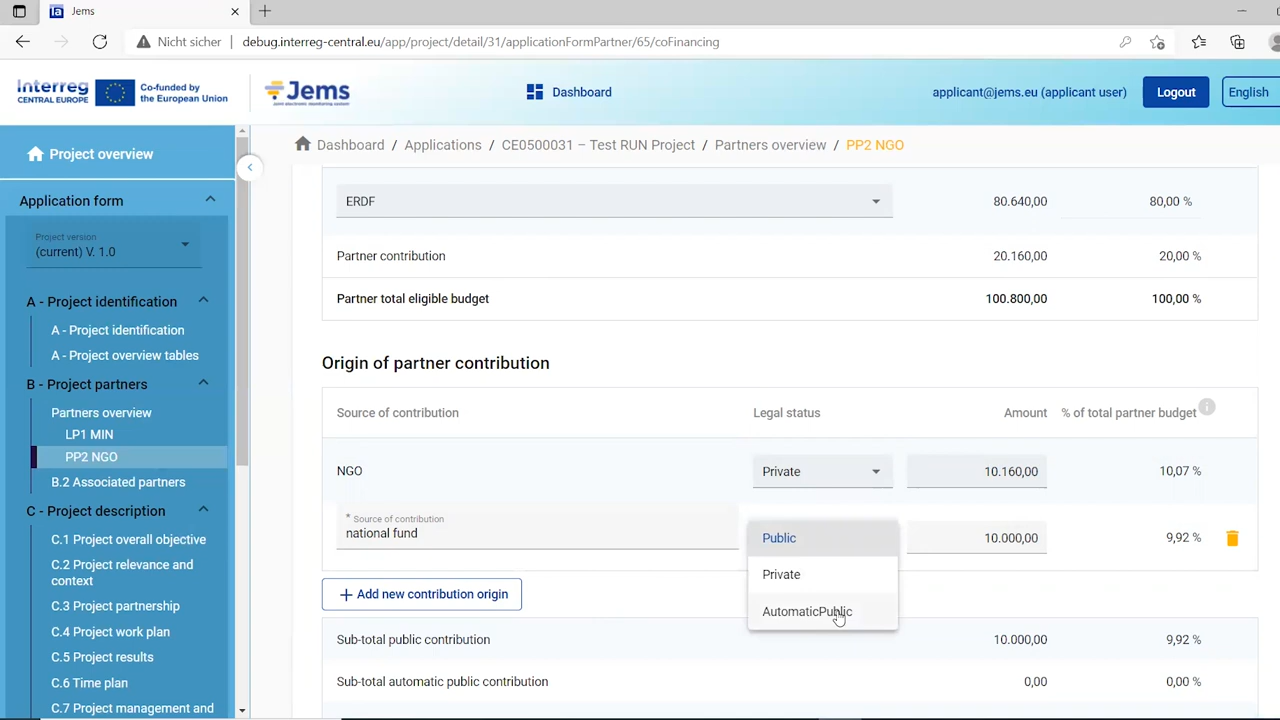 Jems
Nicht sicher
debug.interreg-central.eu/app/project/detail/31/applicationFormPartner/65/coFinancing
Interreg
CENTRAL EUROPE
Co-funded by
the European Union
Jems
joint electronic monitoring system
Dashboard
applicant@jems.eu (applicant user)
Logout
English
Project overview
Application form
Project version
(current) V. 1.0
A - Project identification
A - Project identification
A - Project overview tables
B - Project partners
Partners overview
LP1 MIN
PP2 NGO
B.2 Associated partners
C - Project description
C.1 Project overall objective
C.2 Project relevance and
context
C.3 Project partnership
C.4 Project work plan
C.5 Project results
C.6 Time plan
C.7 Project management and
Dashboard / Applications / CE0500031 – Test RUN Project / Partners overview / PP2 NGO
ERDF 80.640,00 80,00 %
Partner contribution 20.160,00 20,00 %
Partner total eligible budget 100.800,00 100,00 %
Origin of partner contribution
Source of contribution Legal status Amount % of total partner budget
NGO Private 10.160,00 10,07 %
* Source of contribution
national fund Public 10.000,00 9,92 %
Private
AutomaticPublic
+ Add new contribution origin
Sub-total public contribution 10.000,00 9,92 %
Sub-total automatic public contribution 0,00 0,00 %